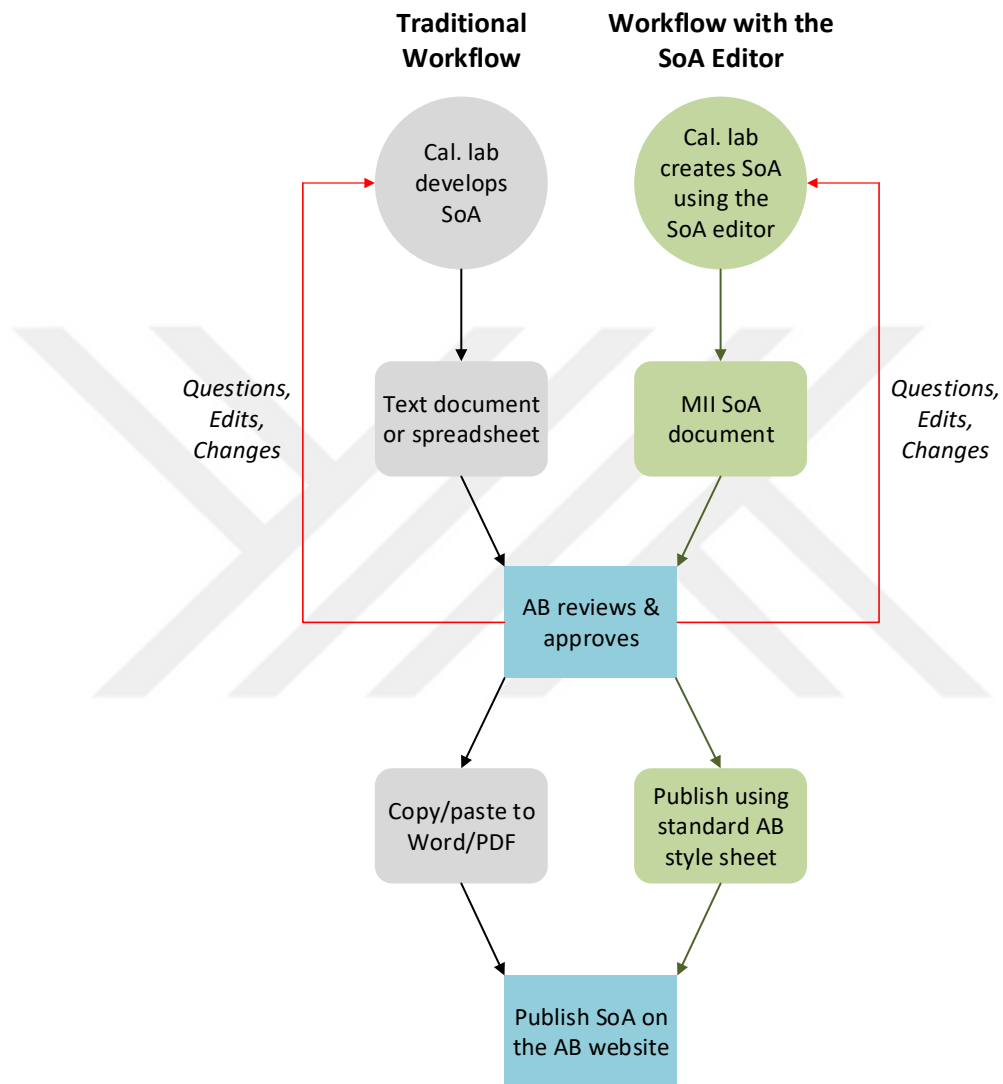 Traditional
Workflow
Workflow with the
SoA Editor
Cal. lab
develops
SoA
Cal. lab
creates SoA
using the
SoA editor
Questions,
Edits,
Changes
Text document
or spreadsheet
MII SoA
document
Questions,
Edits,
Changes
AB reviews &
approves
Copy/paste to
Word/PDF
Publish using
standard AB
style sheet
Publish SoA on
the AB website